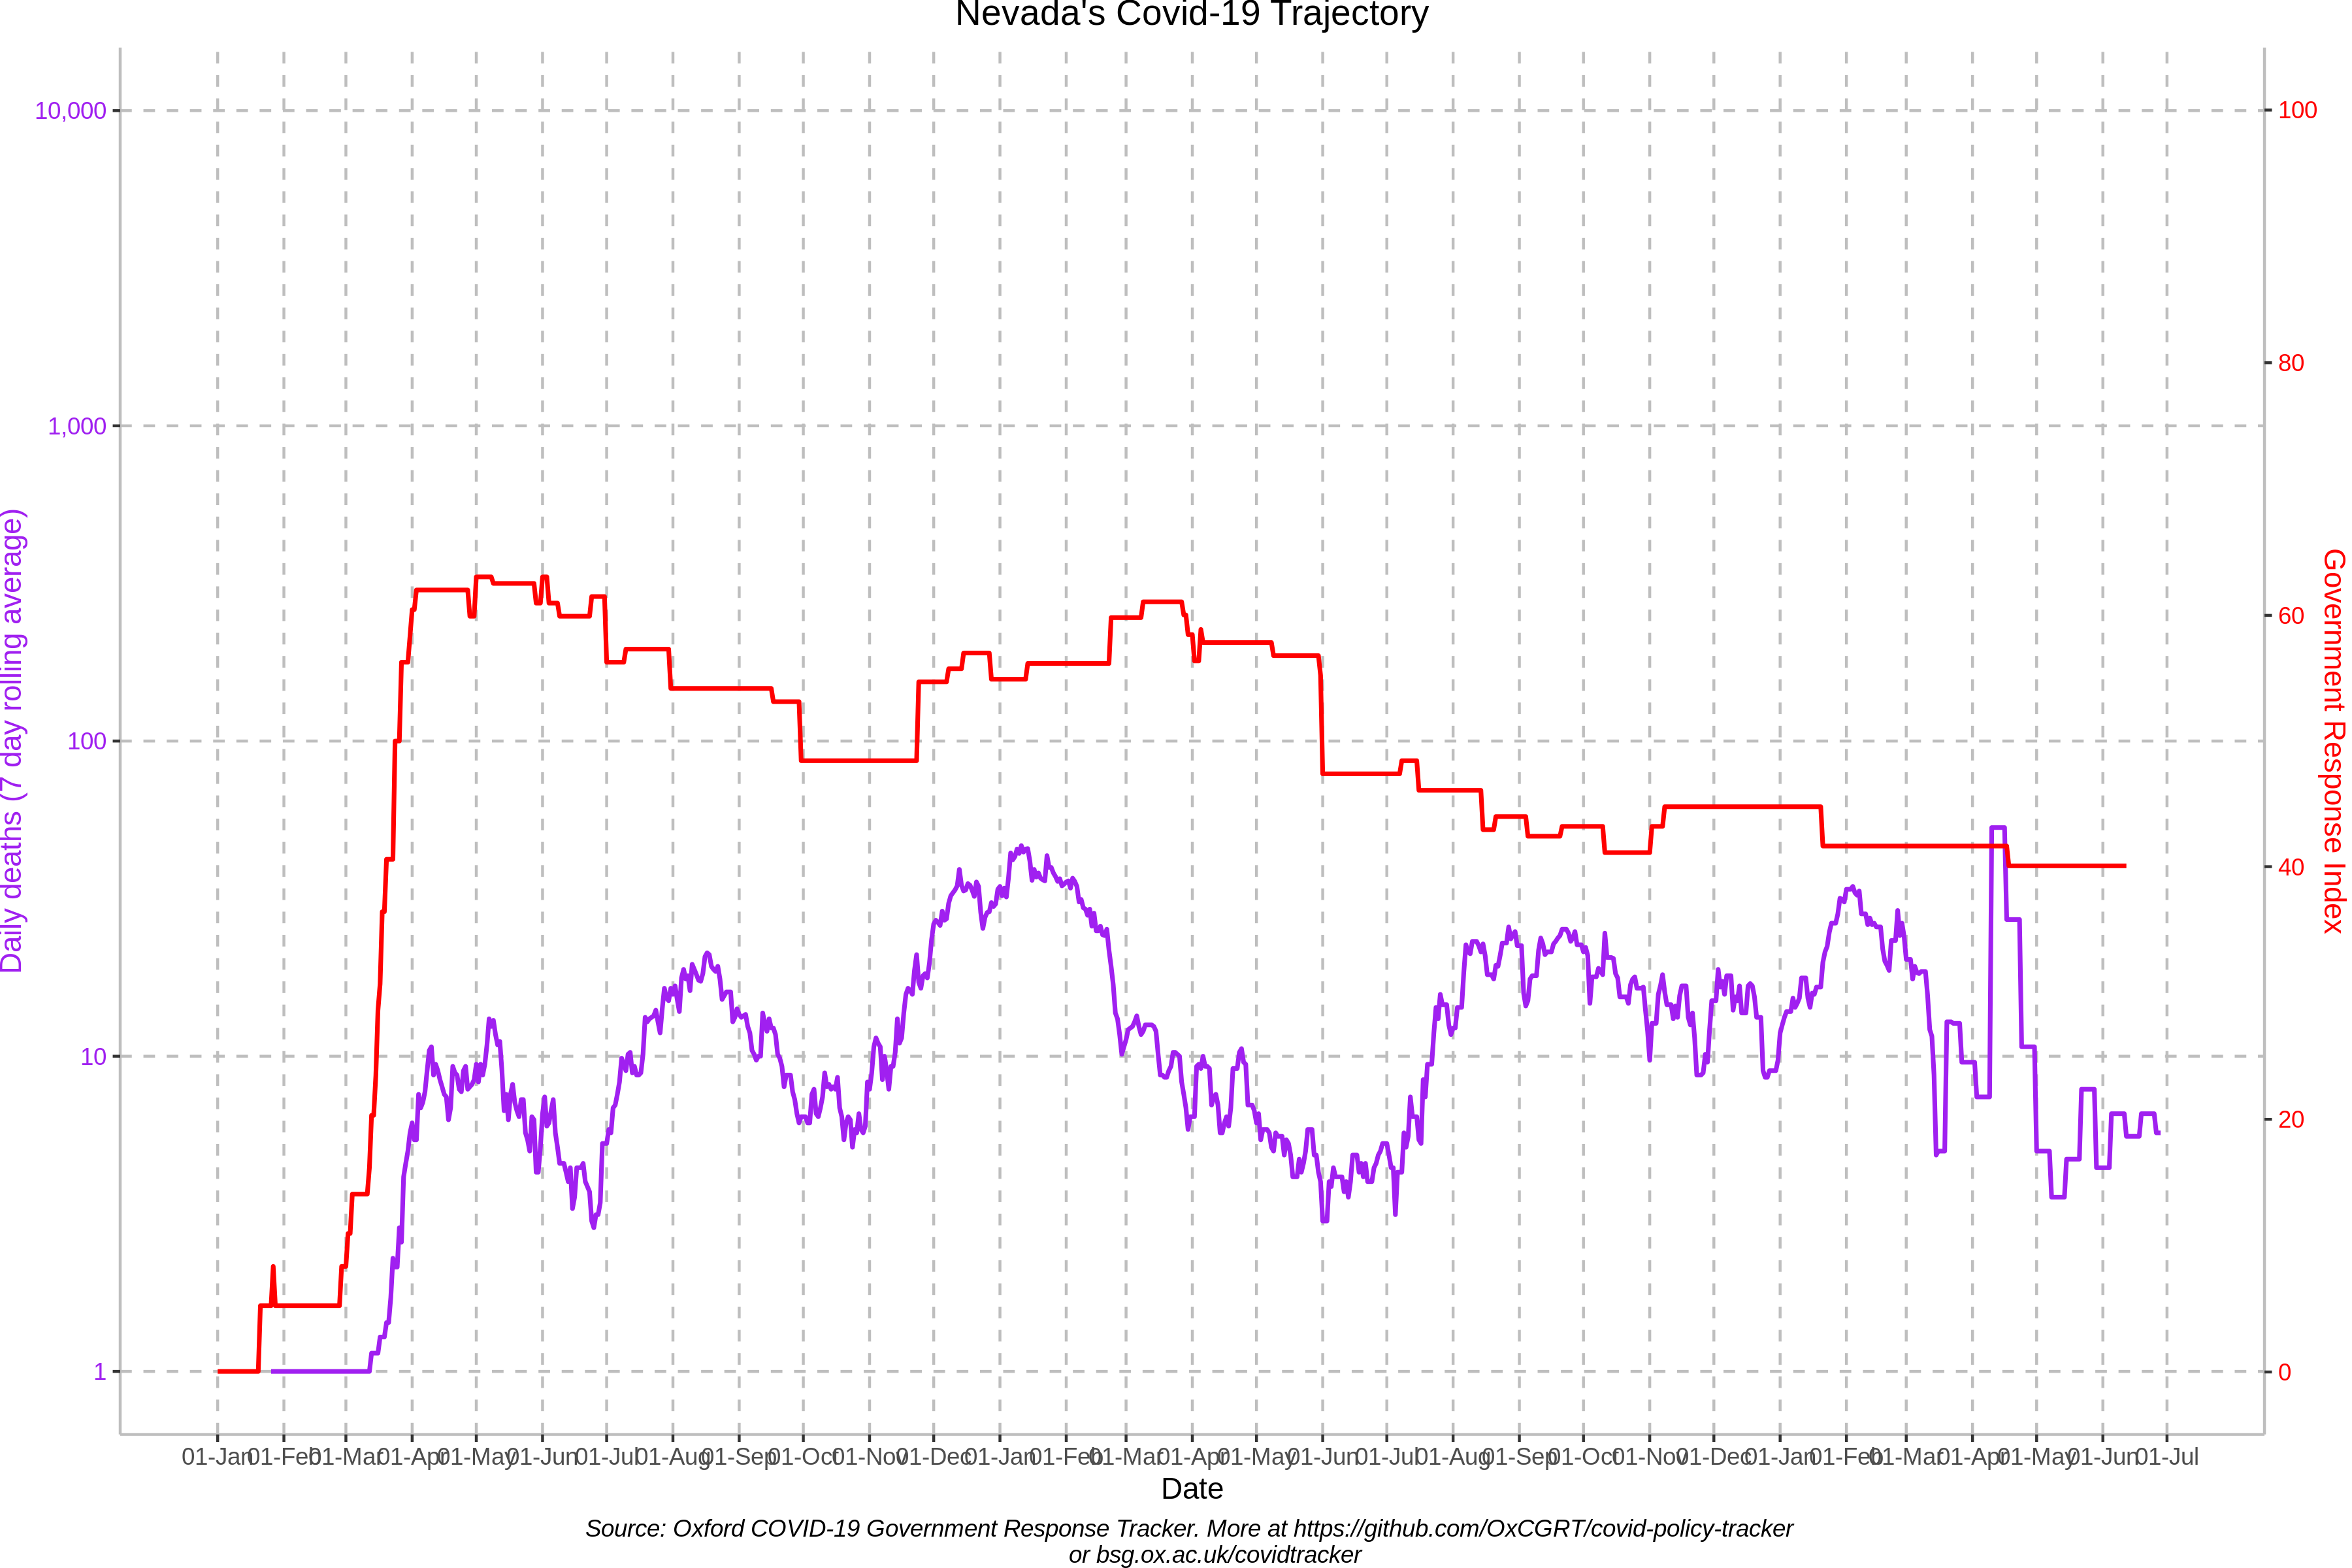 Nevada's Covid-19 Trajectory
10,000
1,000
100
10
1
Daily deaths (7 day rolling average)
100
80
60
40
20
0
Government Response Index
01-Jan 01-Feb 01-Mar 01-Apr 01-May 01-Jun 01-Jul 01-Aug 01-Sep 01-Oct 01-Nov 01-Dec 01-Jan 01-Feb 01-Mar 01-Apr 01-May 01-Jun 01-Jul 01-Aug 01-Sep 01-Oct 01-Nov 01-Dec 01-Jan 01-Feb 01-Mar 01-Apr 01-May 01-Jun 01-Jul
Date
Source: Oxford COVID-19 Government Response Tracker. More at https://github.com/OxCGRT/covid-policy-tracker
or bsg.ox.ac.uk/covidtracker